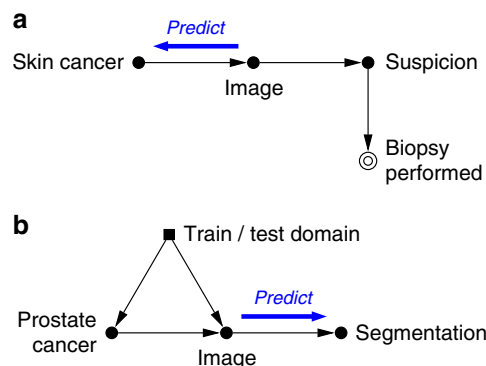 a
Predict
Skin cancer
Image
Suspicion
Biopsy
performed
b
Train / test domain
Predict
Prostate
cancer
Image
Segmentation